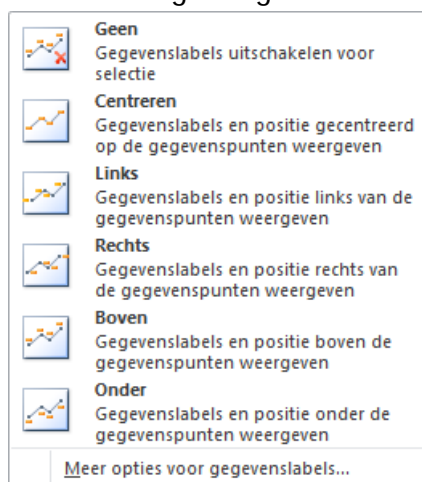 Geen
Gegevenslabels uitschakelen voor
selectie
Centreren
Gegevenslabels en positie gecentreerd
op de gegevenspunten weergeven
Links
Gegevenslabels en positie links van de
gegevenspunten weergeven
Rechts
Gegevenslabels en positie rechts van
de gegevenspunten weergeven
Boven
Gegevenslabels en positie boven de
gegevenspunten weergeven
Onder
Gegevenslabels en positie onder de
gegevenspunten weergeven
Meer opties voor gegevenslabels...